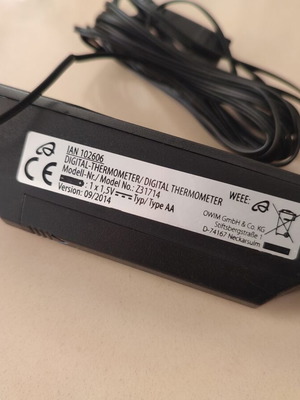 IAN 102606
DIGITAL-THERMOMETER/ DIGITAL THERMOMETER
Modell-Nr./ Model No.: Z31714
: 1 x 1,5V Typ/Type AA
Version: 09/2014
CE
WEEE:
OWIM GmbH & Co. KG
Stiftsbergstraße 1
D-74167 Neckarsulm